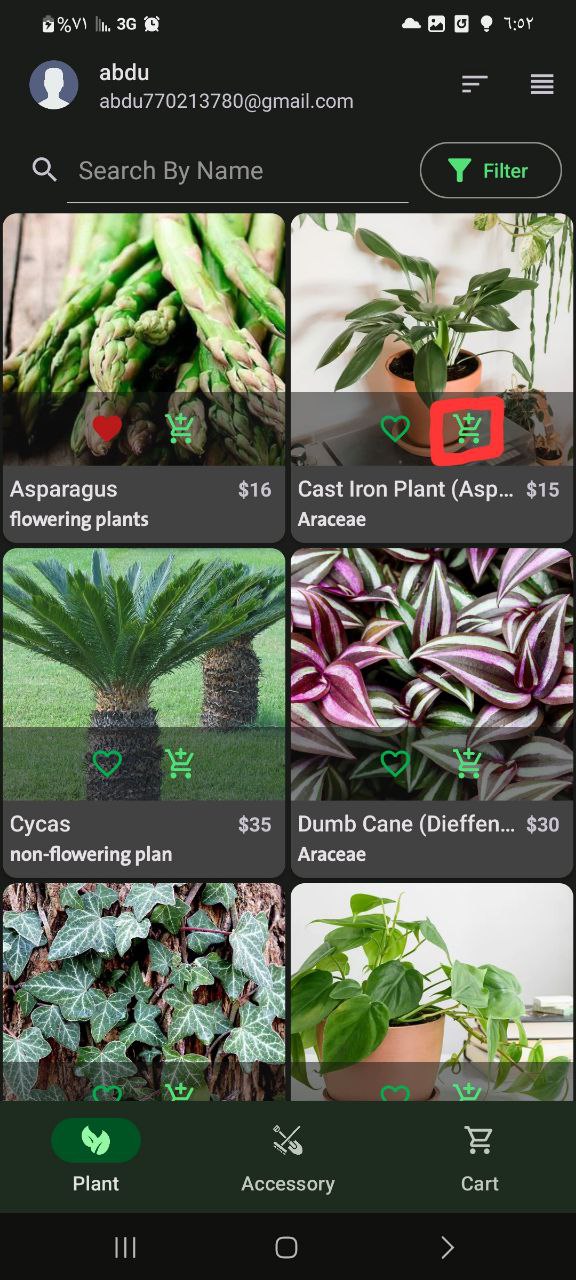 %٧١ 3G ٦:٥٢
abdu
abdu770213780@gmail.com
Search By Name
Filter
Asparagus $16
flowering plants
Cast Iron Plant (Asp... $15
Araceae
Cycas $35
non-flowering plan
Dumb Cane (Dieffen... $30
Araceae
Plant
Accessory
Cart